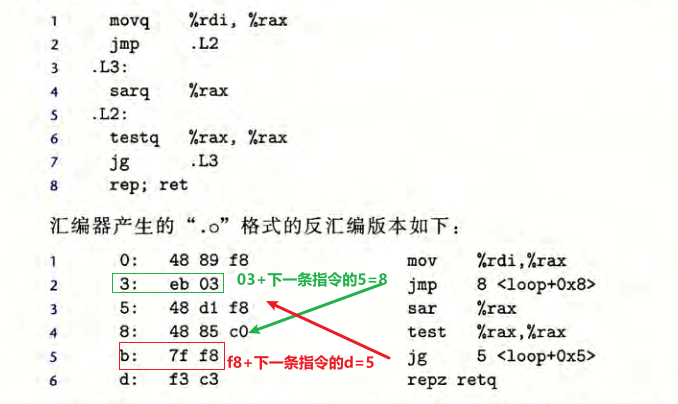 1 movq %rdi, %rax
2 jmp .L2
3 .L3:
4 sarq %rax
5 .L2:
6 testq %rax, %rax
7 jg .L3
8 rep; ret
汇编器产生的“.o”格式的反汇编版本如下：
1 0: 48 89 f8 mov %rdi,%rax
2 3: eb 03 03+下一条指令的5=8 jmp 8 <loop+0x8>
3 5: 48 d1 f8 sar %rax
4 8: 48 85 c0 test %rax,%rax
5 b: 7f f8 f8+下一条指令的d=5 jg 5 <loop+0x5>
6 d: f3 c3 repz retq